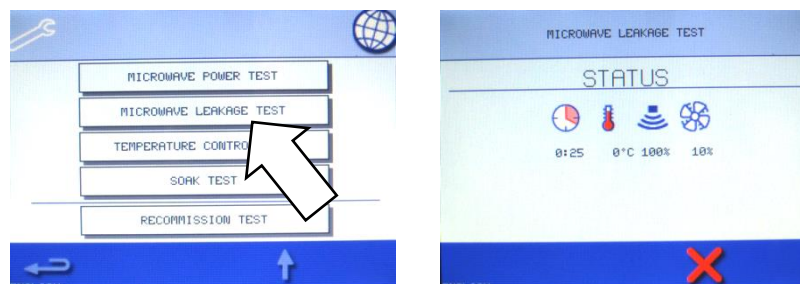 MICROWAVE POWER TEST
MICROWAVE LEAKAGE TEST
TEMPERATURE
SOAK TEST
RECOMMISSION TEST
MICROWAVE LEAKAGE TEST
STATUS
0:25 0°C 100% 10%